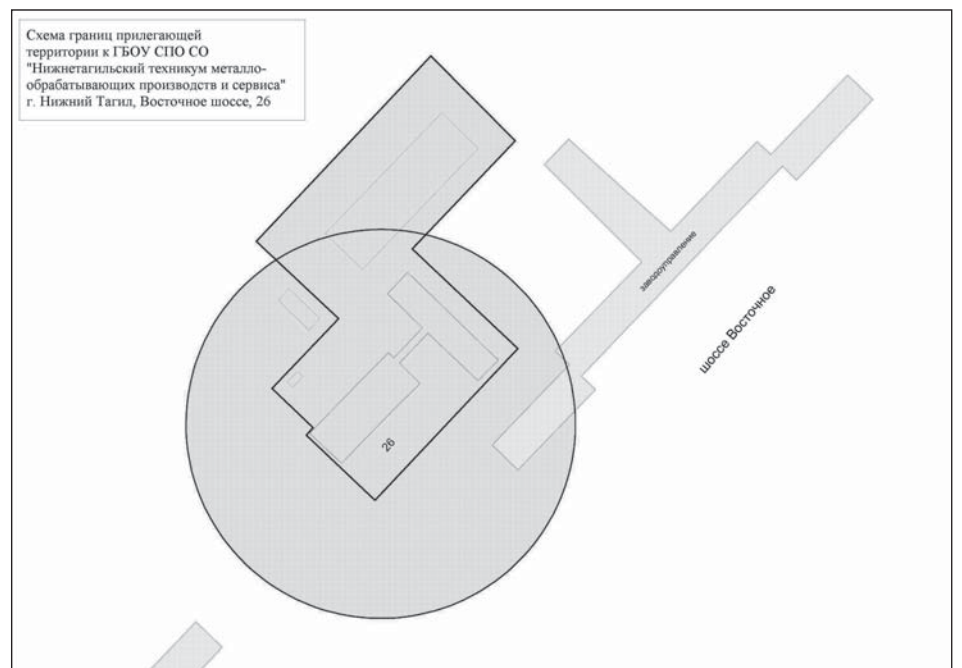 Схема границ прилегающей
территории к ГБОУ СПО СО
"Нижнетагильский техникум металло-
обрабатывающих производств и сервиса"
г. Нижний Тагил, Восточное шоссе, 26
заводоуправление
шоссе Восточное
26